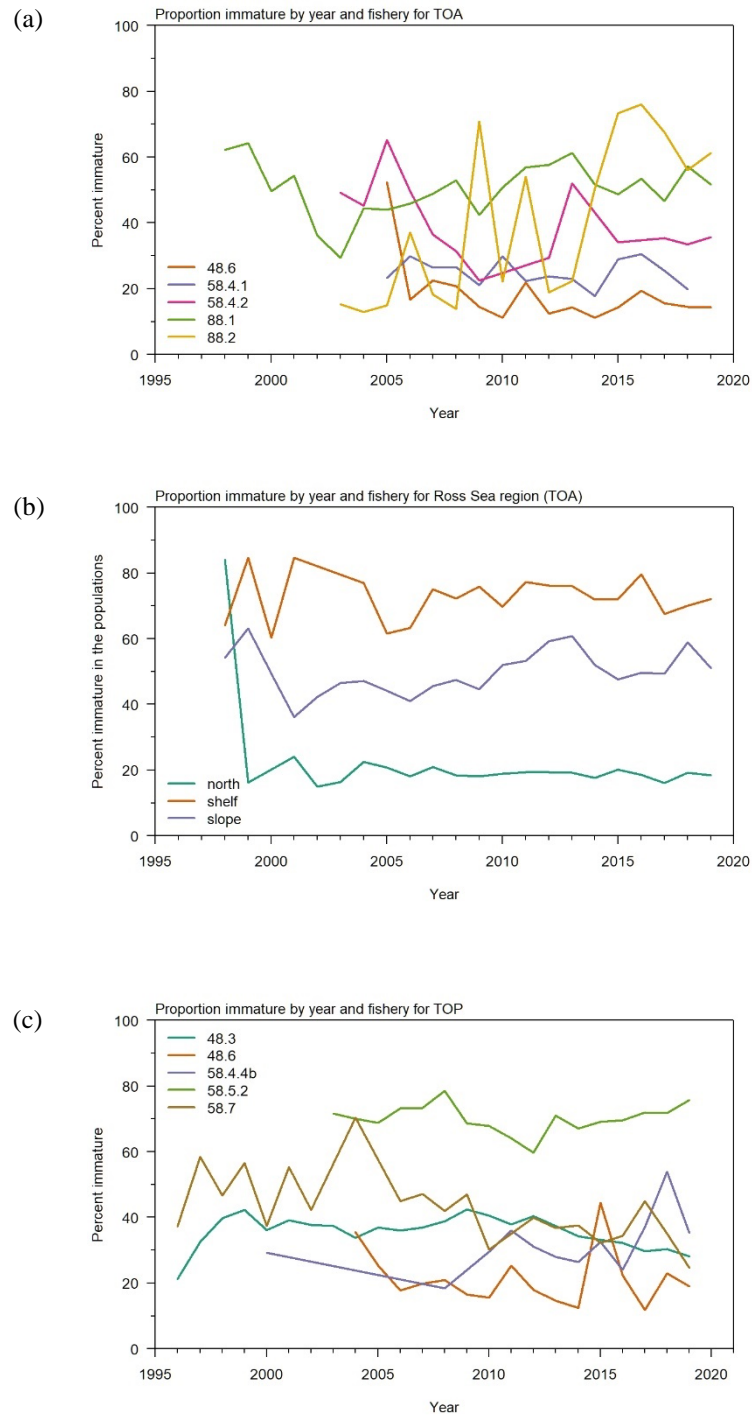 (a)
Proportion immature by year and fishery for TOA
100
80
60
40
20
0
Percent immature
48.6
58.4.1
58.4.2
88.1
88.2
1995 2000 2005 2010 2015 2020
Year
(b)
Proportion immature by year and fishery for Ross Sea region (TOA)
100
80
60
40
20
0
Percent immature in the populations
north
shelf
slope
1995 2000 2005 2010 2015 2020
Year
(c)
Proportion immature by year and fishery for TOP
100
80
60
40
20
0
Percent immature
48.3
48.6
58.4.4b
58.5.2
58.7
1995 2000 2005 2010 2015 2020
Year